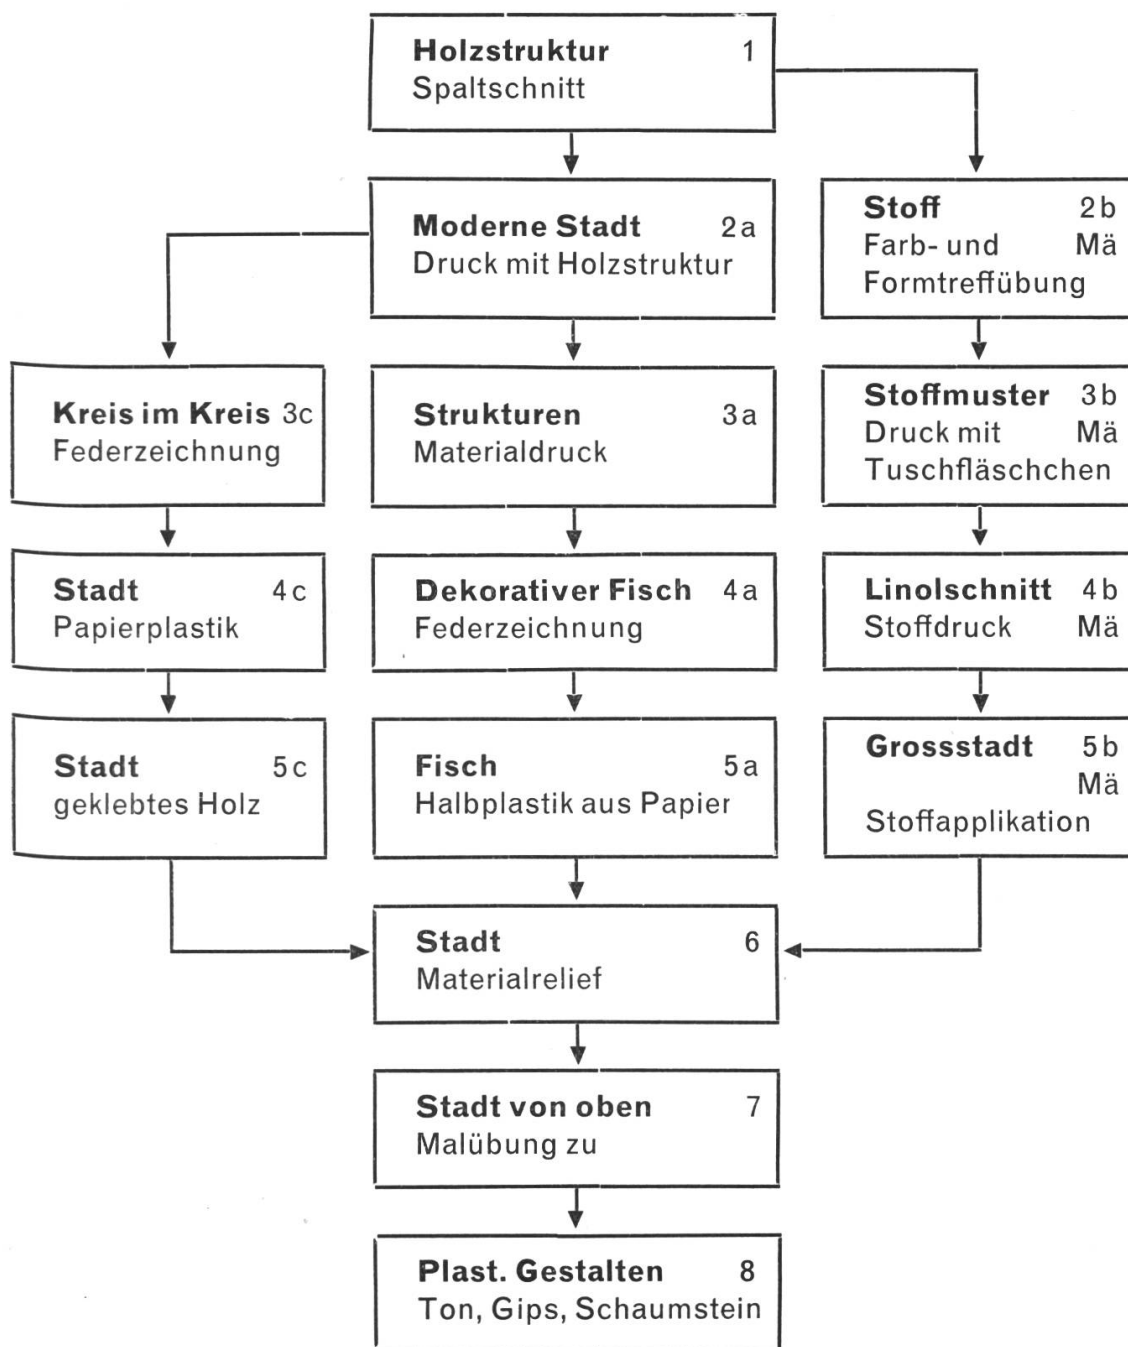 Holzstruktur 1
Spaltschnitt
Moderne Stadt 2a
Druck mit Holzstruktur
Stoff 2b
Farb- und Mä
Formtreffübung
Kreis im Kreis 3c
Federzeichnung
Strukturen 3a
Materialdruck
Stoffmuster 3b
Druck mit Mä
Tuschfläschchen
Stadt 4c
Papierplastik
Dekorativer Fisch 4a
Federzeichnung
Linolschnitt 4b
Stoffdruck Mä
Stadt 5c
geklebtes Holz
Fisch 5a
Halbplastik aus Papier
Grossstadt 5b
Mä
Stoffapplikation
Stadt 6
Materialrelief
Stadt von oben 7
Malübung zu
Plast. Gestalten 8
Ton, Gips, Schaumstein